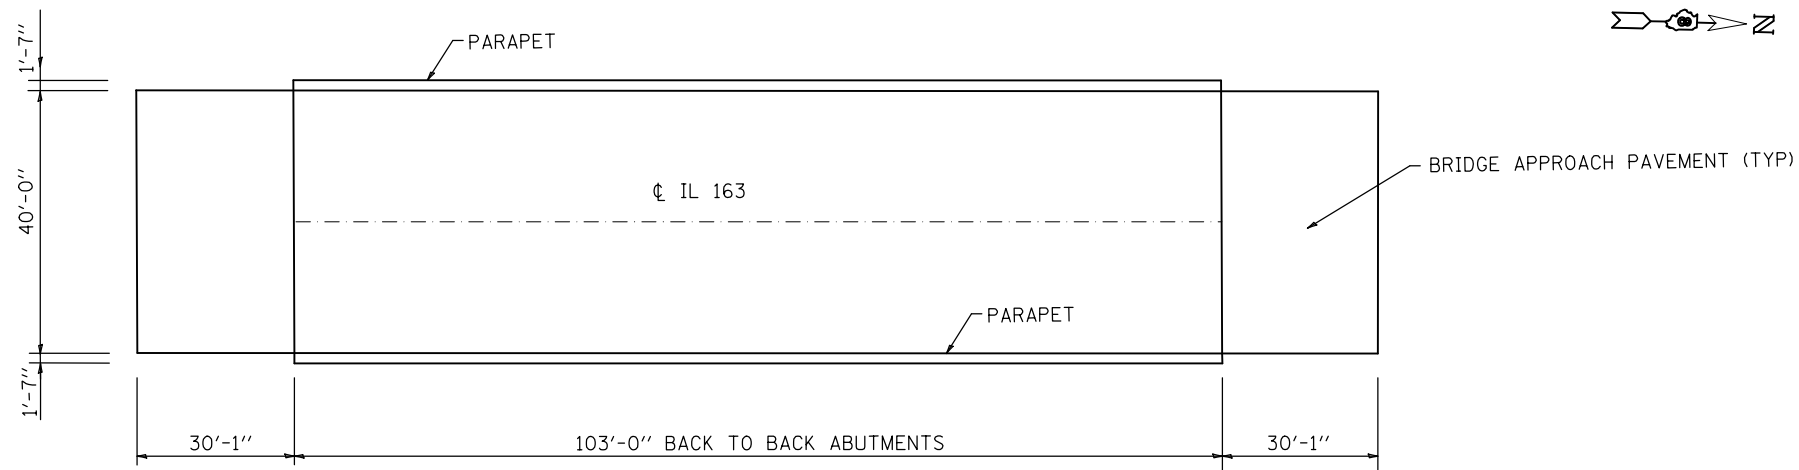 1'-7"
PARAPET
N
BRIDGE APPROACH PAVEMENT (TYP)
40'-0"
℄ IL 163
PARAPET
1'-7"
30'-1"
103'-0" BACK TO BACK ABUTMENTS
30'-1"